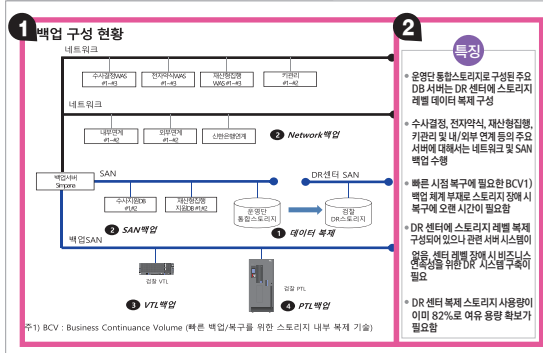 1
백업 구성 현황
네트워크
수사결정WAS
#1~#3
전자약식WAS
#1~#3
재산형집행
WAS #1~#3
키관리
#1~#2
네트워크
내부연계
#1~#2
외부연계
#1~#2
신한은행연계
2 Network백업
백업서버
Simpana
SAN
DR센터 SAN
수사지원DB
#1/#2
재산형집행
지원DB #1/#2
운영단
통합스토리지
검찰
DR스토리지
2 SAN백업
1 데이터 복제
백업SAN
검찰 VTL
검찰 PTL
3 VTL백업
4 PTL백업
주1) BCV : Business Continuance Volume (빠른 백업/복구를 위한 스토리지 내부 복제 기술)
2
특징
• 운영단 통합스토리지로 구성된 주요
DB 서버는 DR 센터에 스토리지
레벨 데이터 복제 구성
• 수사결정, 전자약식, 재산형집행,
키관리 및 내/외부 연계 등의 주요
서버에 대해서는 네트워크 및 SAN
백업 수행
• 빠른 시점 복구에 필요한 BCV1)
백업 체계 부재로 스토리지 장애 시
복구에 오랜 시간이 필요함
• DR 센터에 스토리지 레벨 복제
구성되어 있으나 관련 서버 시스템이
없음, 센터 레벨 장애 시 비즈니스
연속성을 위한 DR 시스템 구축이
필요
• DR 센터 복제 스토리지 사용량이
이미 82%로 여유 용량 확보가
필요함